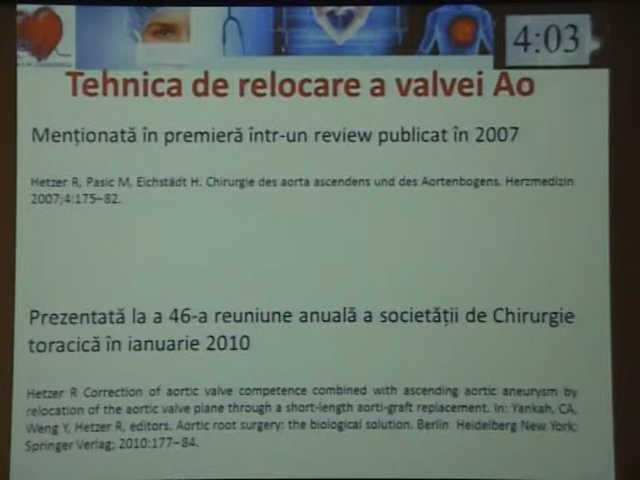 4:03
Tehnica de relocare a valvei Ao
Menționată în premieră într-un review publicat în 2007
Hetzer R, Pasic M, Eichstädt H. Chirurgie des aorta ascendens und des Aortenbogens. Herzmedizin
2007;4:175–82.
Prezentată la a 46-a reuniune anuală a societății de Chirurgie
toracică în ianuarie 2010
Hetzer R Correction of aortic valve competence combined with ascending aortic aneurysm by
relocation of the aortic valve plane through a short-length aorti-graft replacement. In: Yankah, CA,
Weng Y, Hetzer R, editors. Aortic root surgery: the biological solution. Berlin Heidelberg New York:
Springer Verlag; 2010:177–84.